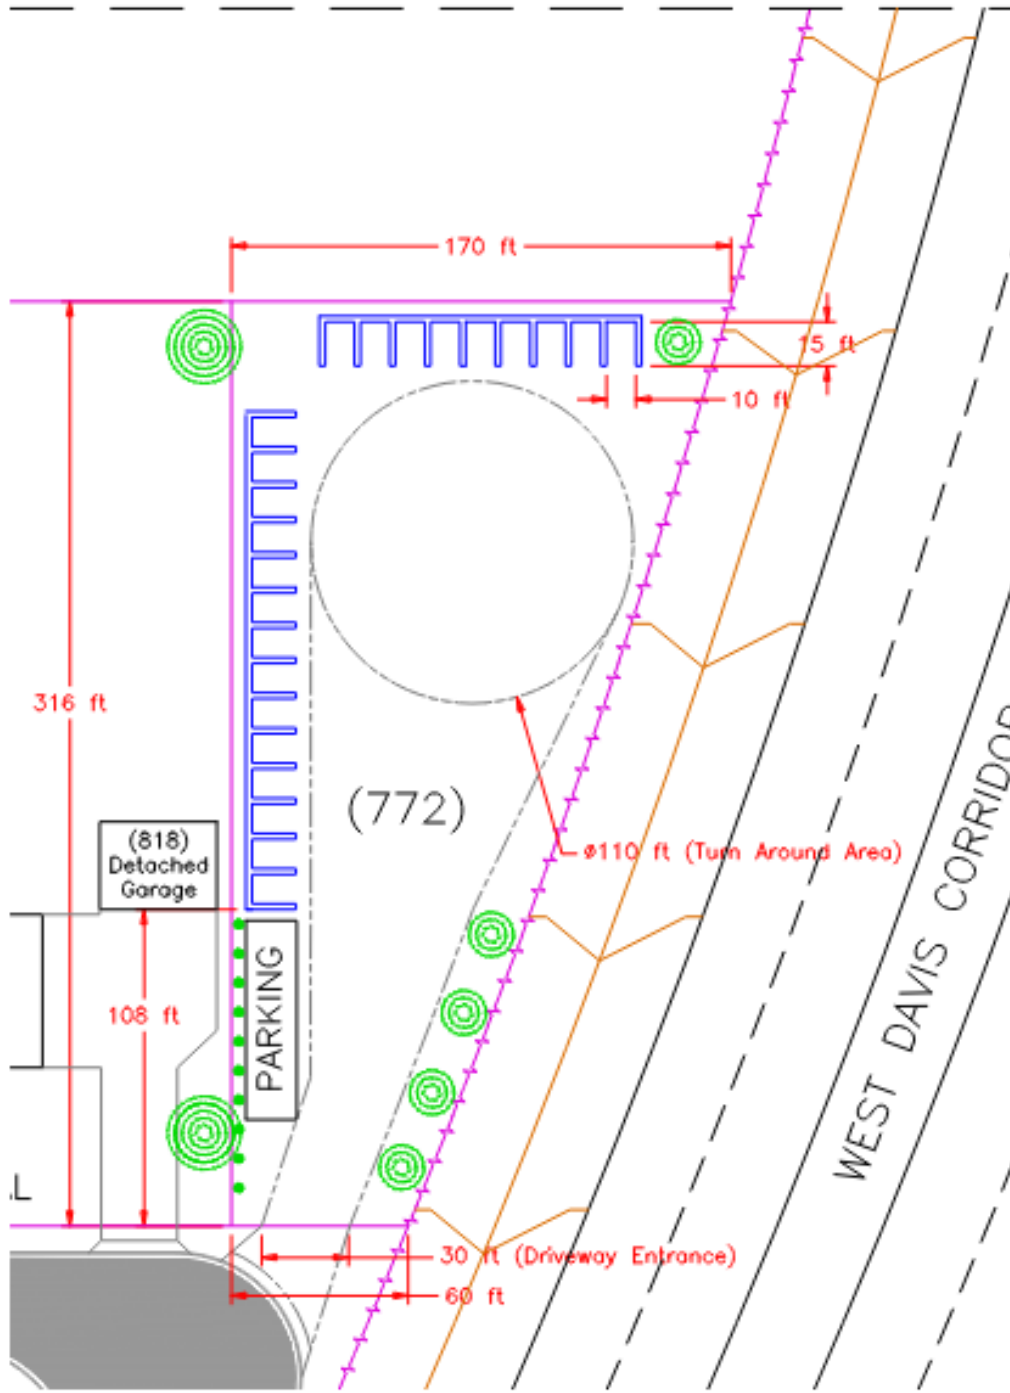 170 ft
15 ft
10 ft
316 ft
(772)
(818)
Detached
Garage
ø110 ft (Turn Around Area)
PARKING
108 ft
WEST DAVIS CORRIDOR
L
30 ft (Driveway Entrance)
60 ft